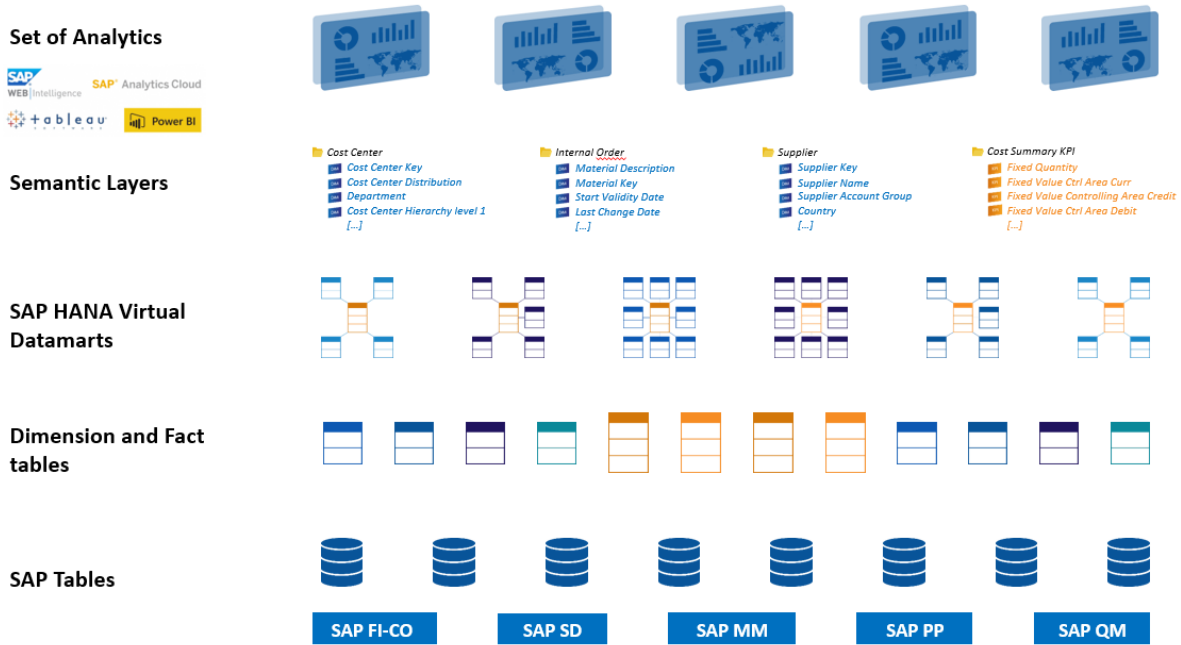 Set of Analytics
SAP
WEB Intelligence
SAP Analytics Cloud
+ a b l e a u
S O F T W A R E
Power BI
Semantic Layers
Cost Center
Cost Center Key
Cost Center Distribution
Department
Cost Center Hierarchy level 1
[...]
Internal Order
Material Description
Material Key
Start Validity Date
Last Change Date
[...]
Supplier
Supplier Key
Supplier Name
Supplier Account Group
Country
[...]
Cost Summary KPI
Fixed Quantity
Fixed Value Ctrl Area Curr
Fixed Value Controlling Area Credit
Fixed Value Ctrl Area Debit
[...]
SAP HANA Virtual
Datamarts
Dimension and Fact
tables
SAP Tables
SAP FI-CO
SAP SD
SAP MM
SAP PP
SAP QM